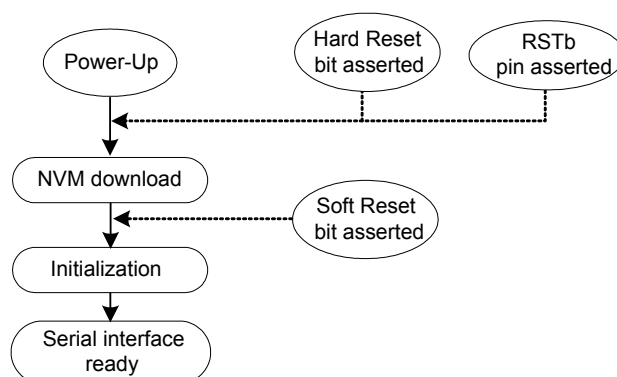 Power-Up
Hard Reset
bit asserted
RSTb
pin asserted
NVM download
Soft Reset
bit asserted
Initialization
Serial interface
ready